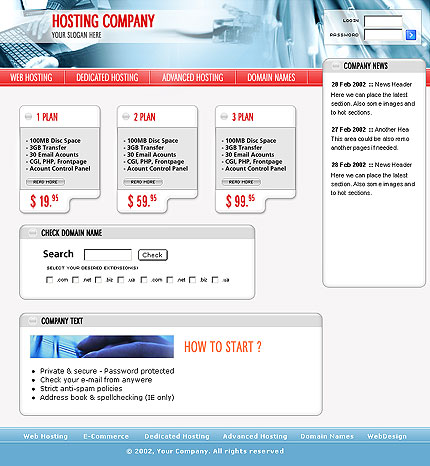 HOSTING COMPANY
YOUR SLOGAN HERE
LOGIN
PASSWORD
WEB HOSTING
DEDICATED HOSTING
ADVANCED HOSTING
DOMAIN NAMES
COMPANY NEWS
28 Feb 2002 :: News Header
Here we can place the latest
section. Also some images and
to hot sections.
27 Feb 2002 :: Another Hea
This area could be also remo
another pages if needed.
28 Feb 2002 :: News Header
Here we can place the latest
section. Also some images and
to hot sections.
1 PLAN
- 100MB Disc Space
- 3GB Transfer
- 30 Email Acounts
- CGI, PHP, Frontpage
- Acount Control Panel
READ MORE
$ 19.95
2 PLAN
- 100MB Disc Space
- 3GB Transfer
- 30 Email Acounts
- CGI, PHP, Frontpage
- Acount Control Panel
READ MORE
$ 59.95
3 PLAN
- 100MB Disc Space
- 3GB Transfer
- 30 Email Acounts
- CGI, PHP, Frontpage
- Acount Control Panel
READ MORE
$ 99.95
CHECK DOMAIN NAME
Search
Check
SELECT YOUR DESIRED EXTENSION(S)
.com .net .biz .ua .com .net .biz .ua
COMPANY TEXT
HOW TO START ?
• Private & secure - Password protected
• Check your e-mail from anywere
• Strict anti-spam policies
• Address book & spellchecking (IE only)
Web Hosting E-Commerce Dedicated Hosting Advanced Hosting Domain Names WebDesign
© 2002, Your Company. All rights reserved